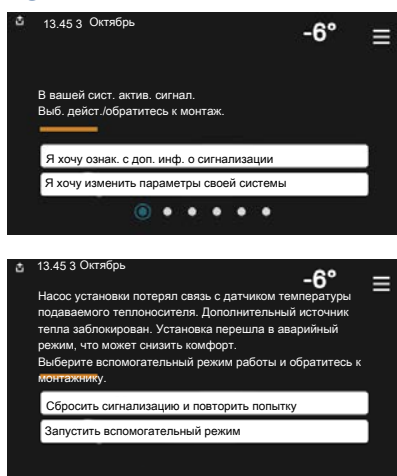 13.45 3 Октябрь
-6°
В вашей сист. актив. сигнал.
Выб. дейст./обратитесь к монтаж.
Я хочу ознак. с доп. инф. о сигнализации
Я хочу изменить параметры своей системы
13.45 3 Октябрь
-6°
Насос установки потерял связь с датчиком температуры
подаваемого теплоносителя. Дополнительный источник
тепла заблокирован. Установка перешла в аварийный
режим, что может снизить комфорт.
Выберите вспомогательный режим работы и обратитесь к
монтажнику.
Сбросить сигнализацию и повторить попытку
Запустить вспомогательный режим